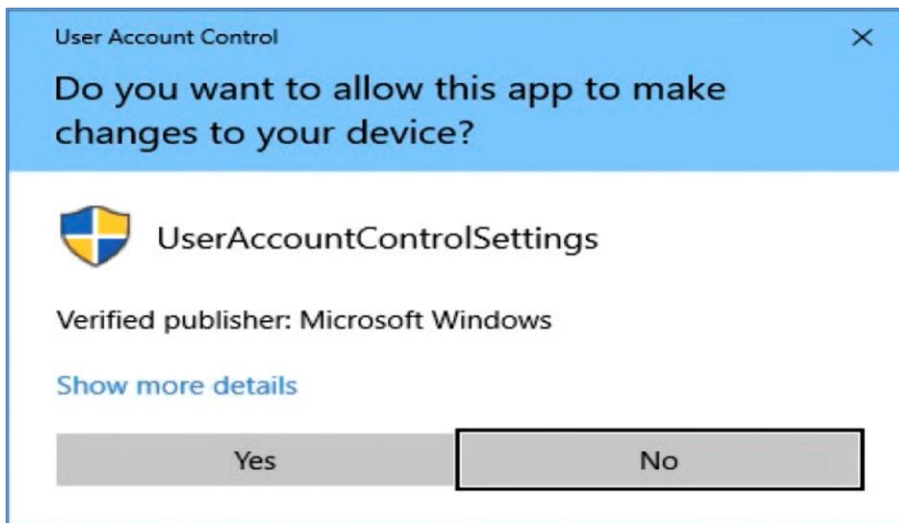 User Account Control
Do you want to allow this app to make
changes to your device?
UserAccountControlSettings
Verified publisher: Microsoft Windows
Show more details
Yes
No